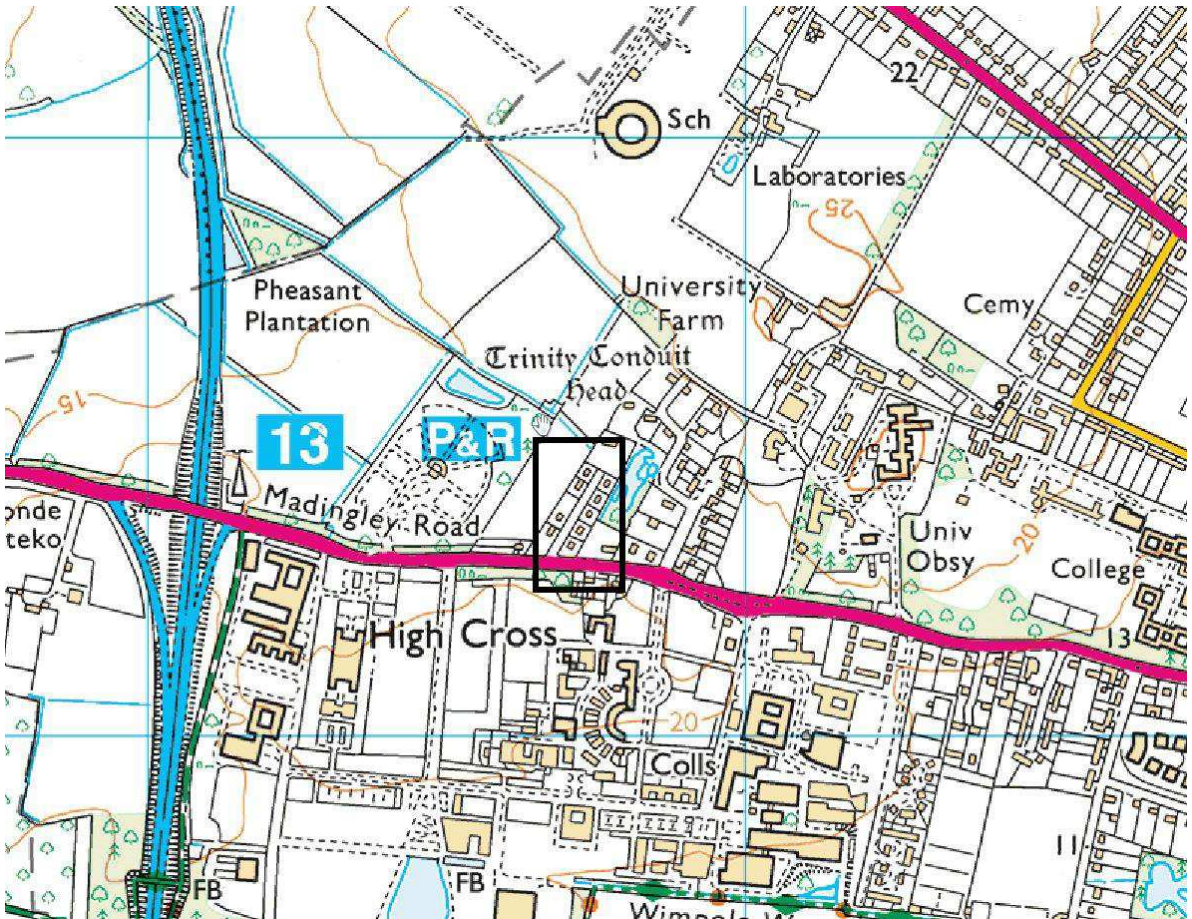 22
Sch
Laboratories
25
University
Farm
Cemy
Pheasant
Plantation
Trinity Conduit
Head
15
13
P&R
Madingley Road
onde
teko
Univ
Obsy
20
College
High Cross
13
20
Colls
11
FB
FB
Wimpole W